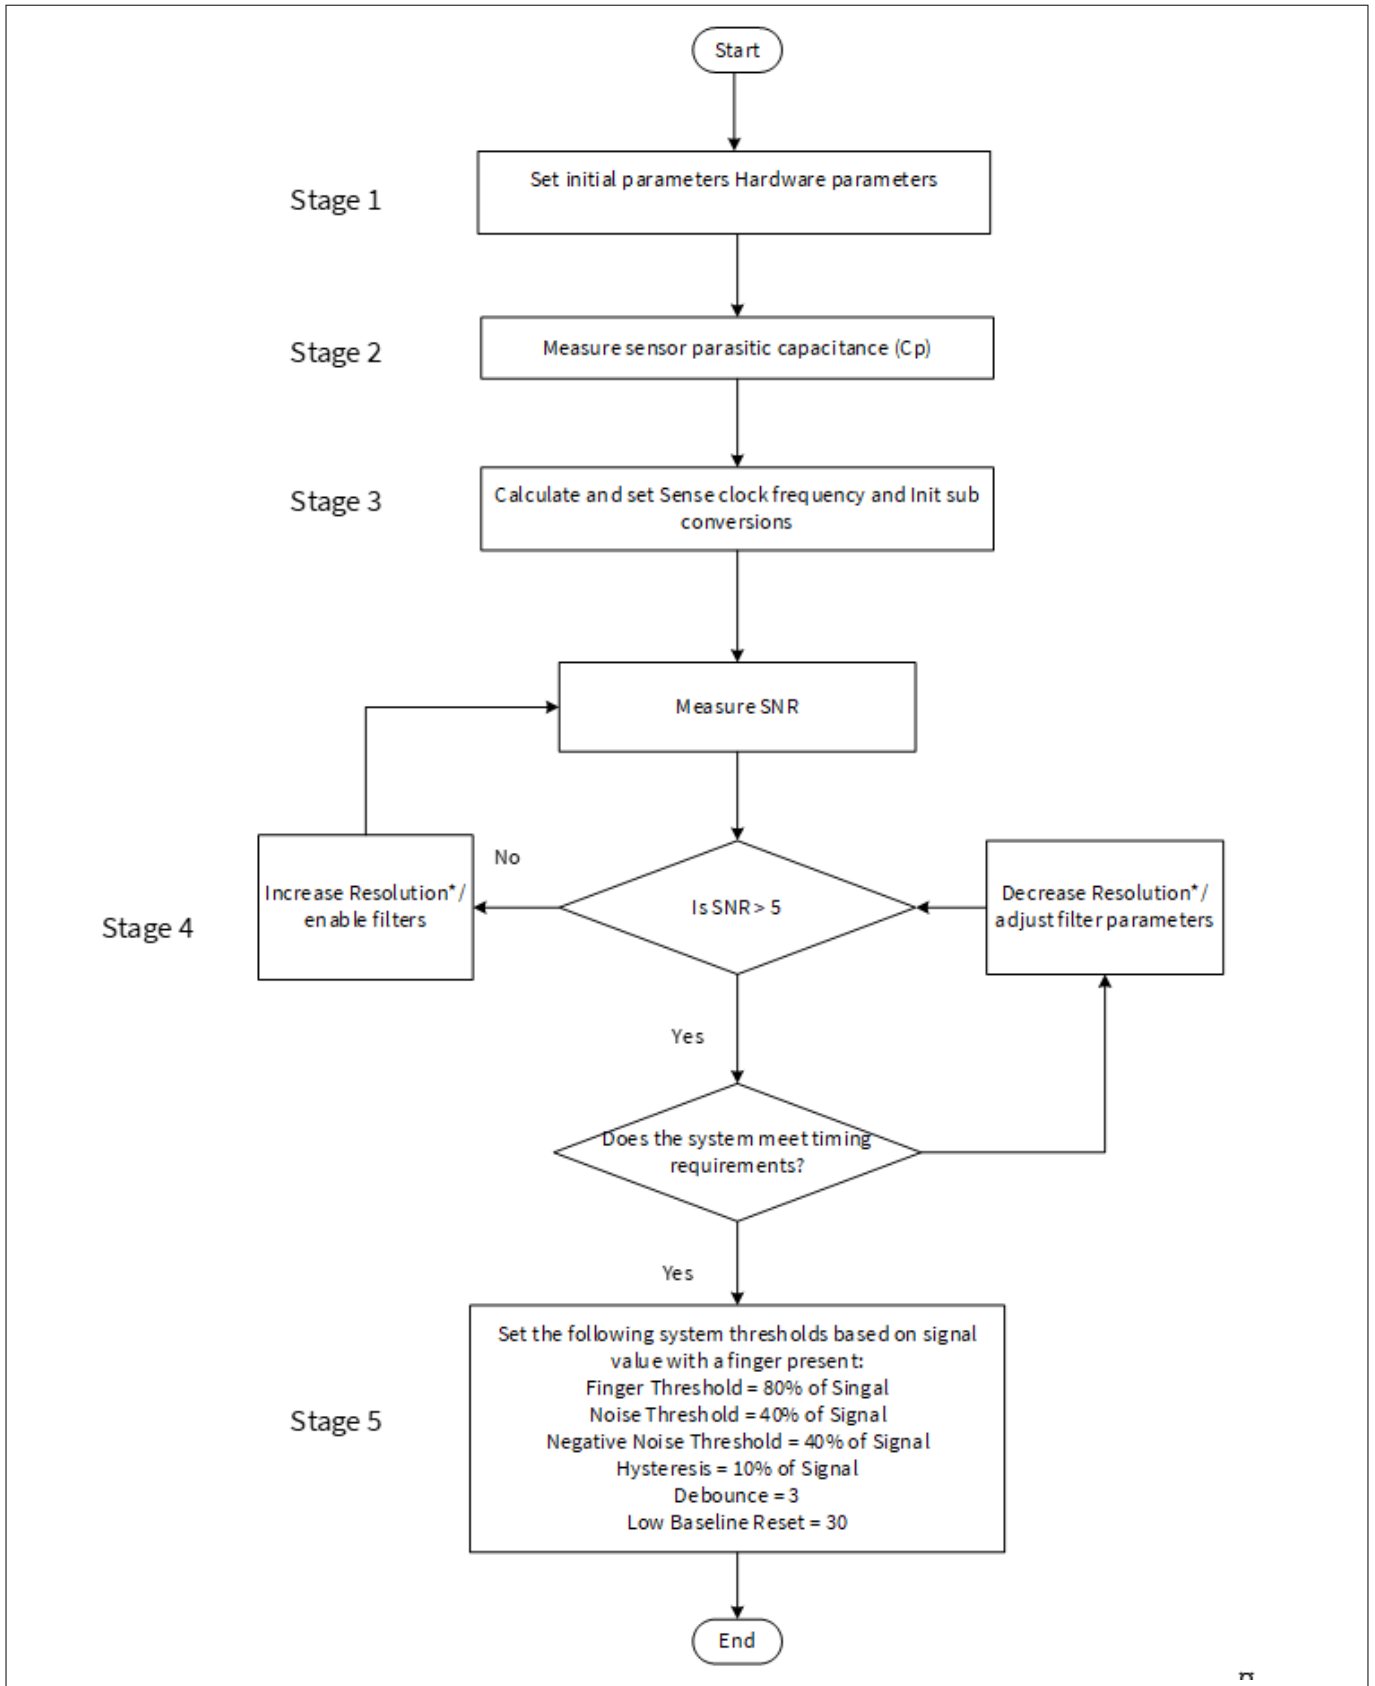 Start
Stage 1
Set initial parameters Hardware parameters
Stage 2
Measure sensor parasitic capacitance (Cp)
Stage 3
Calculate and set Sense clock frequency and Init sub
conversions
Measure SNR
No
Increase Resolution*/
enable filters
Is SNR > 5
Decrease Resolution*/
adjust filter parameters
Stage 4
Yes
Does the system meet timing
requirements?
Yes
Set the following system thresholds based on signal
value with a finger present:
Finger Threshold = 80% of Singal
Noise Threshold = 40% of Signal
Negative Noise Threshold = 40% of Signal
Hysteresis = 10% of Signal
Debounce = 3
Low Baseline Reset = 30
Stage 5
End